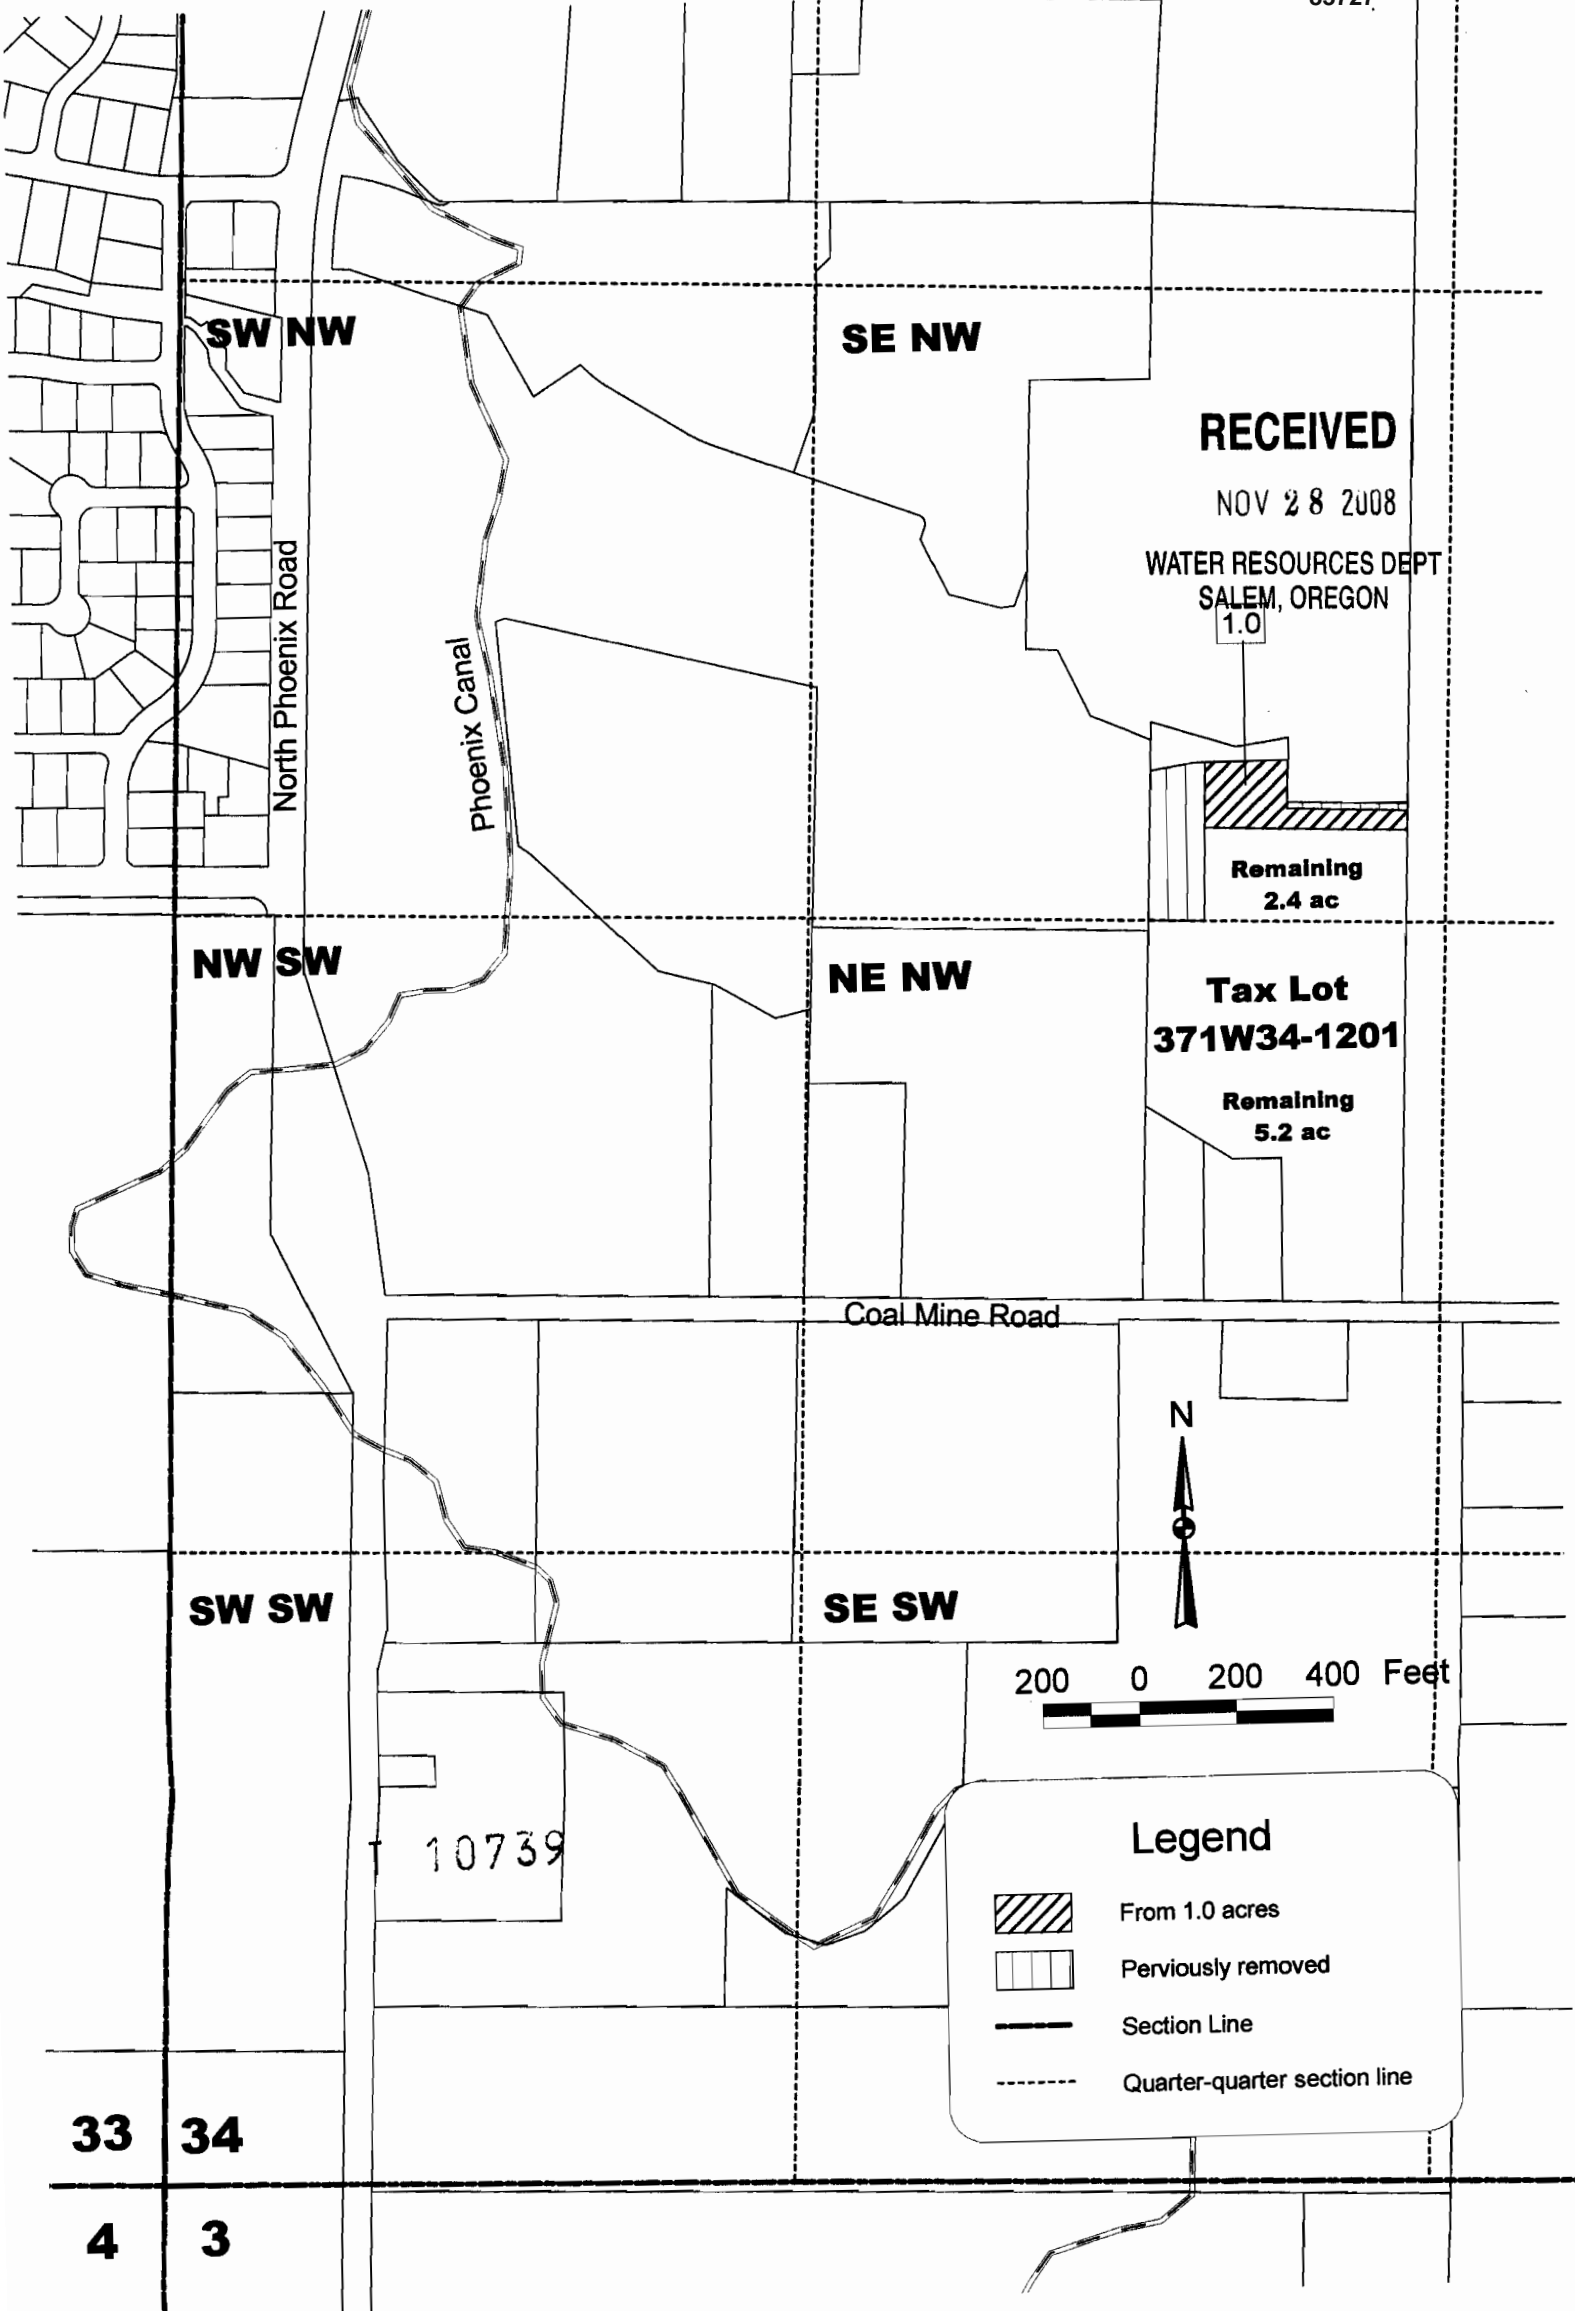 SW NW
SE NW
RECEIVED
NOV 28 2008
WATER RESOURCES DEPT
SALEM, OREGON
1.0
North Phoenix Road
Phoenix Canal
Remaining
2.4 ac
NW SW
NE NW
Tax Lot
371W34-1201
Remaining
5.2 ac
Coal Mine Road
N
SW SW
SE SW
200 0 200 400 Feet
T 10739
Legend
From 1.0 acres
Perviously removed
Section Line
Quarter-quarter section line
33 34
4 3